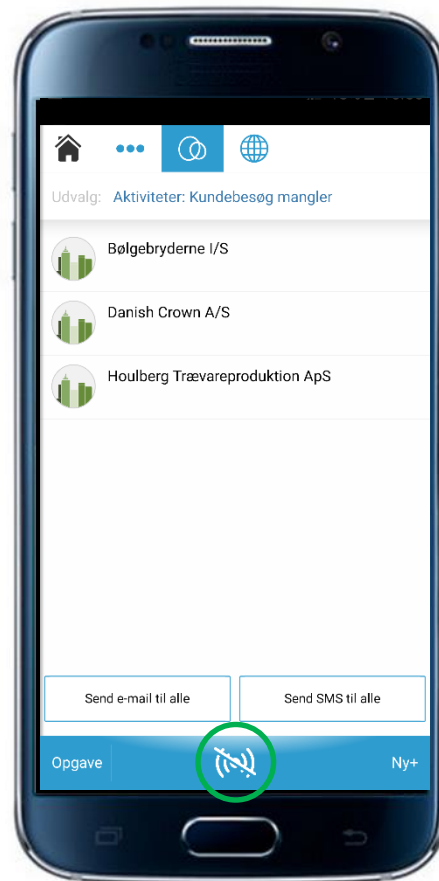 Udvalg: Aktiviteter: Kundebesøg mangler
Bølgebryderne I/S
Danish Crown A/S
Houlberg Trævareproduktion ApS
Send e-mail til alle
Send SMS til alle
Opgave
Ny+